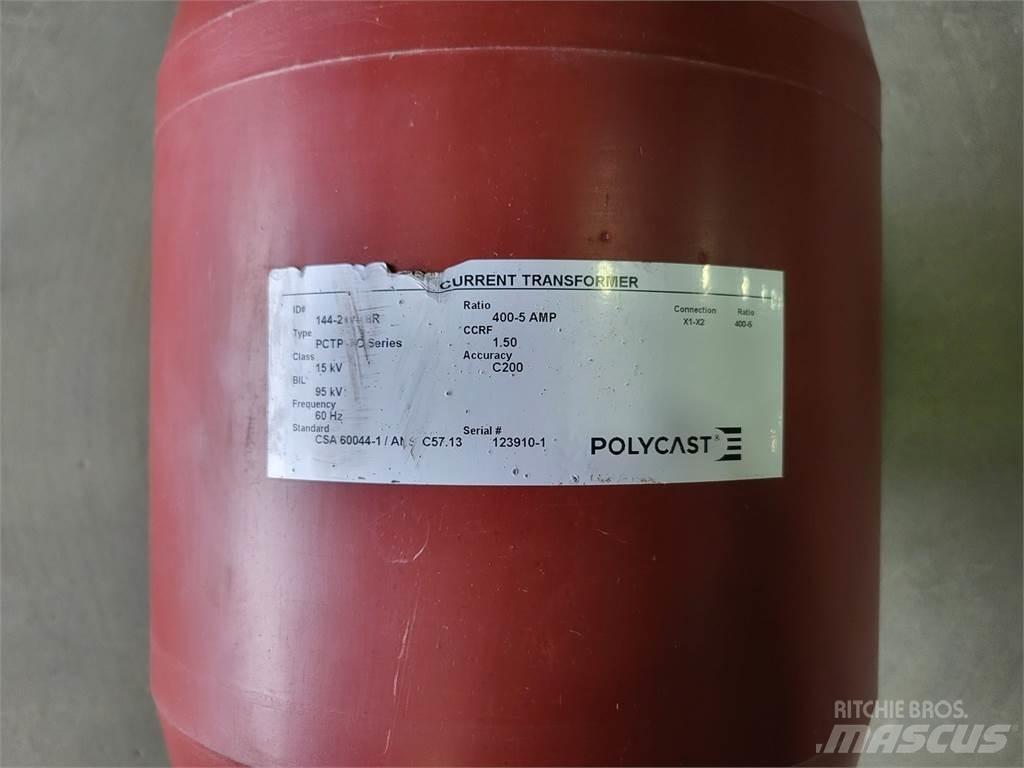 CURRENT TRANSFORMER
ID#
Type
PCTP Series
Class
15 kV
BIL
95 kV
Frequency
60 Hz
Standard
CSA 60044-1 / ANS C57.13
Ratio
400-5 AMP
CCRF
1.50
Accuracy
C200
Serial #
123910-1
Connection Ratio
X1-X2 400-5
POLYCAST®
RITCHIE BROS.
MASCUS